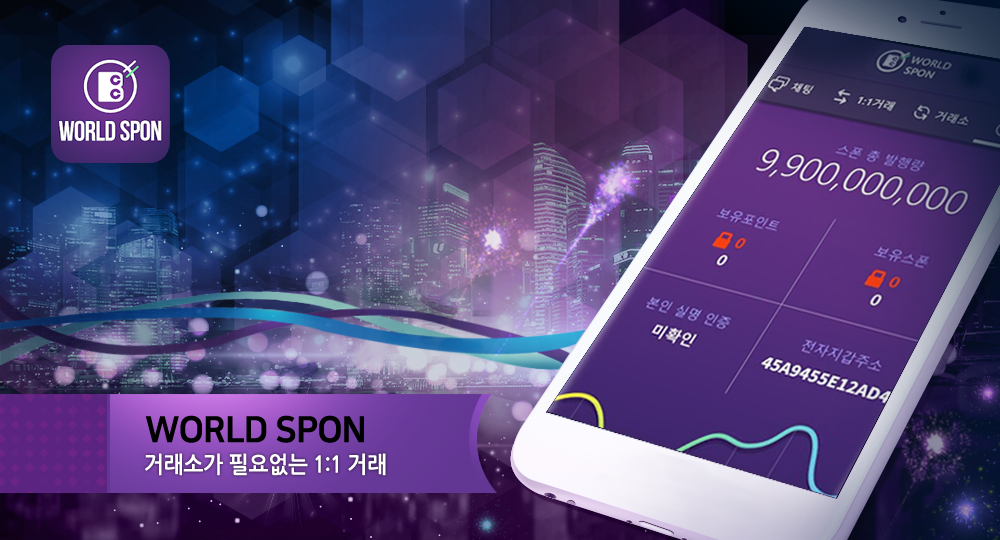 WORLD SPON
WORLD
SPON
채팅
1:1거래
거래소
스폰 총 발행량
9,900,000,000
보유포인트
0
0
보유스폰
0
0
본인 실명 인증
미확인
전자지갑주소
45A9455E12AD4
WORLD SPON
거래소가 필요없는 1:1 거래